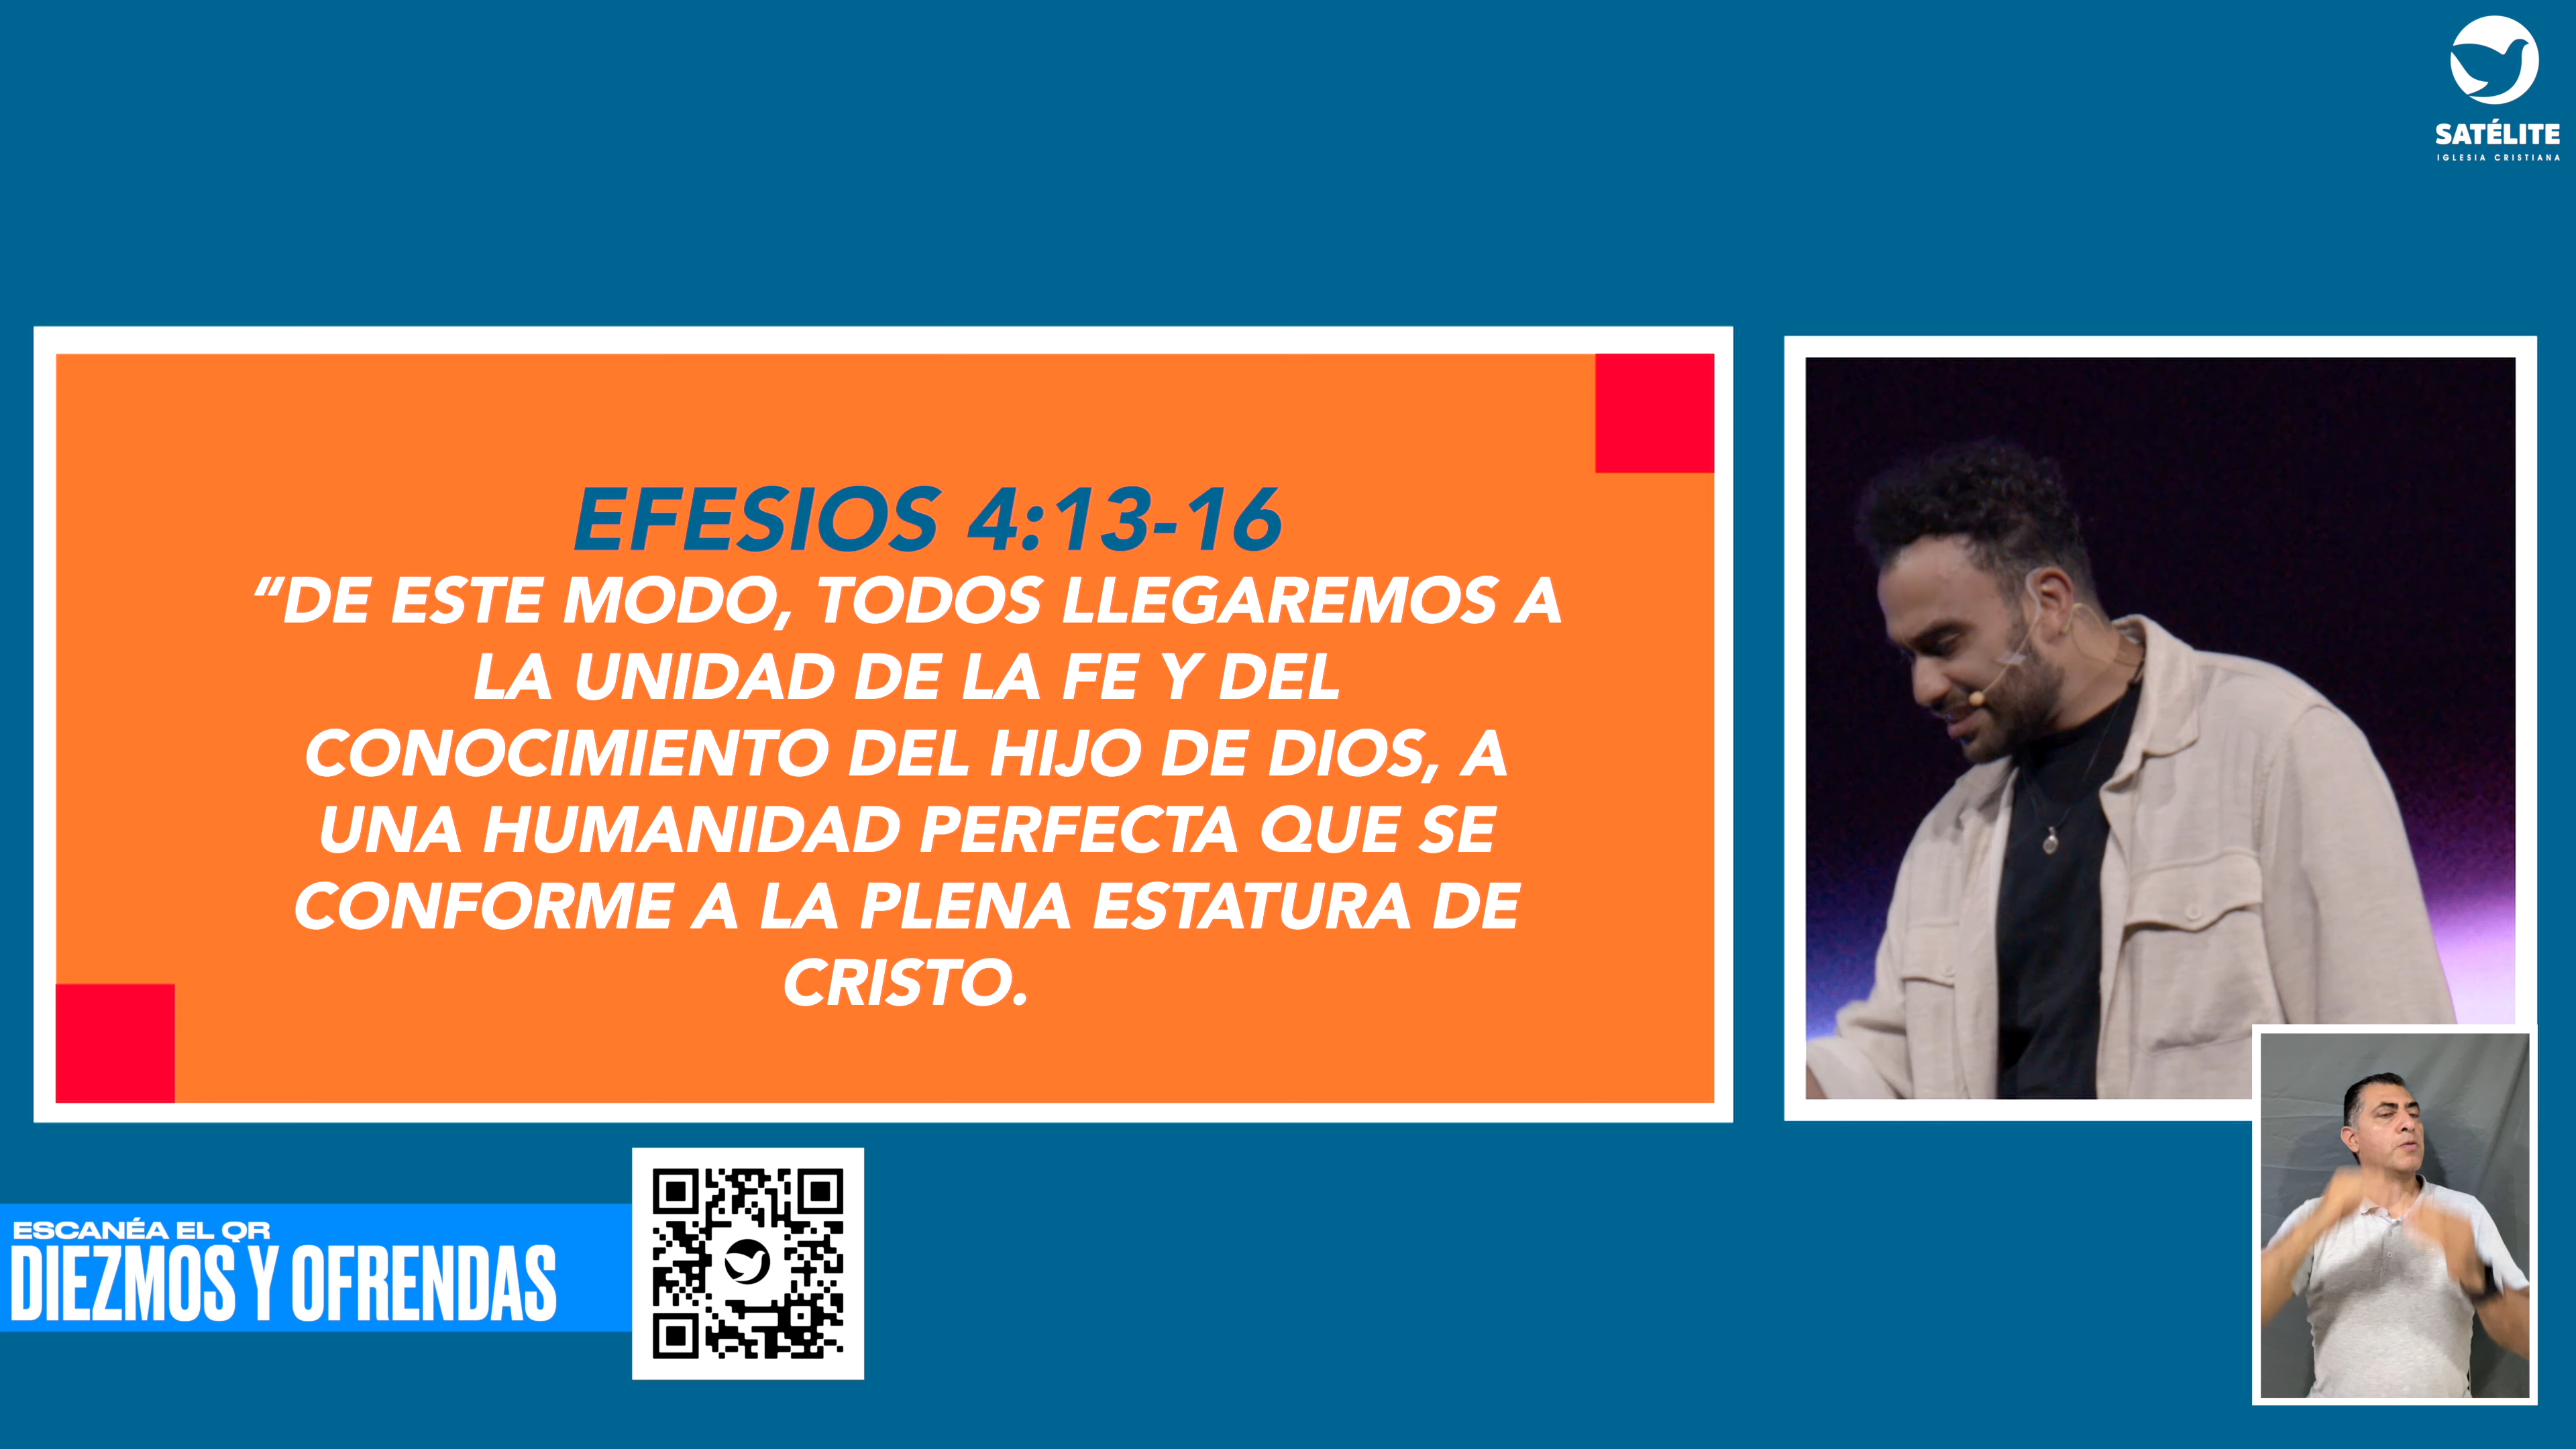 SATÉLITE
IGLESIA CRISTIANA
EFESIOS 4:13-16
“DE ESTE MODO, TODOS LLEGAREMOS A
LA UNIDAD DE LA FE Y DEL
CONOCIMIENTO DEL HIJO DE DIOS, A
UNA HUMANIDAD PERFECTA QUE SE
CONFORME A LA PLENA ESTATURA DE
CRISTO.
ESCANÉA EL QR
DIEZMOS Y OFRENDAS